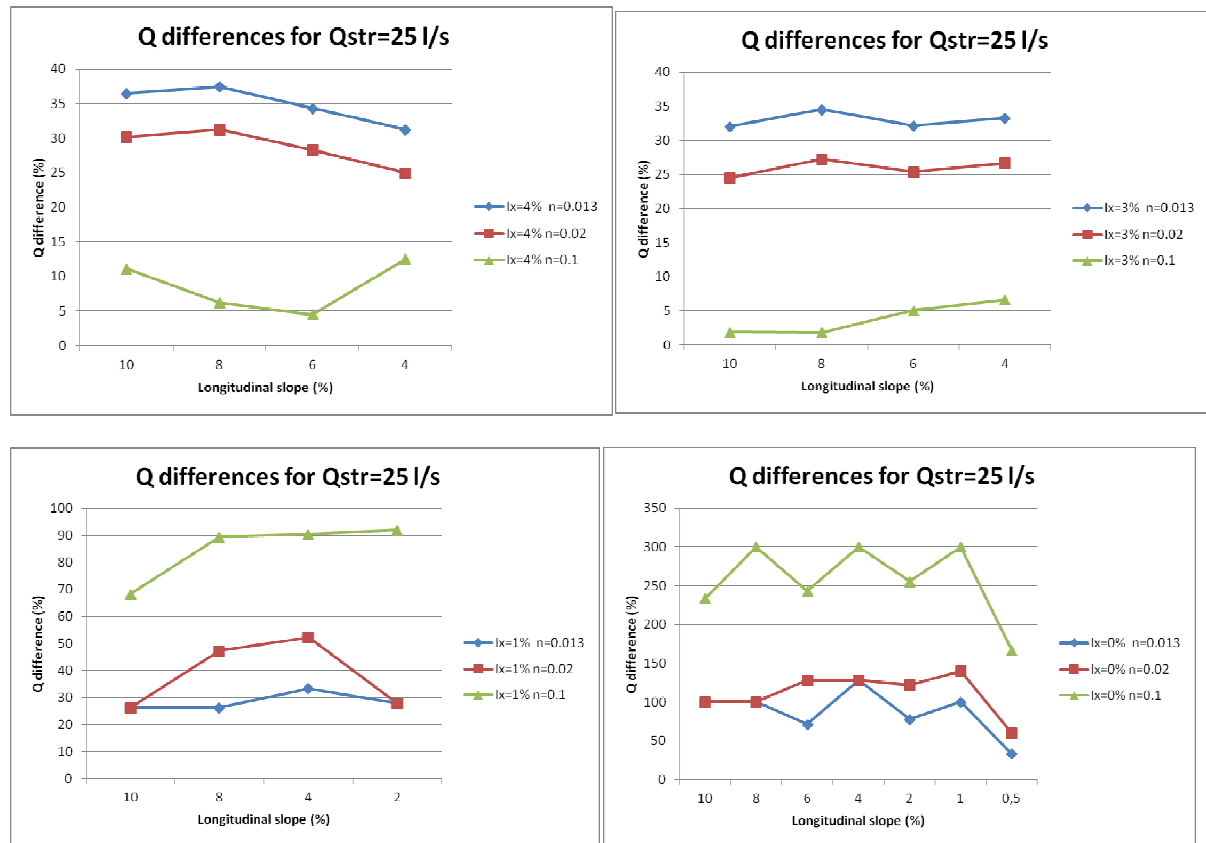 Q differences for Qstr=25 l/s
40
35
30
25
20
15
10
5
0
Q difference (%)
10 8 6 4
Longitudinal slope (%)
Ix=4% n=0.013
Ix=4% n=0.02
Ix=4% n=0.1
Q differences for Qstr=25 l/s
40
35
30
25
20
15
10
5
0
Q difference (%)
10 8 6 4
Longitudinal slope (%)
Ix=3% n=0.013
Ix=3% n=0.02
Ix=3% n=0.1
Q differences for Qstr=25 l/s
100
90
80
70
60
50
40
30
20
10
0
Q difference (%)
10 8 4 2
Longitudinal slope (%)
Ix=1% n=0.013
Ix=1% n=0.02
Ix=1% n=0.1
Q differences for Qstr=25 l/s
350
300
250
200
150
100
50
0
Q difference (%)
10 8 6 4 2 1 0,5
Longitudinal slope (%)
Ix=0% n=0.013
Ix=0% n=0.02
Ix=0% n=0.1